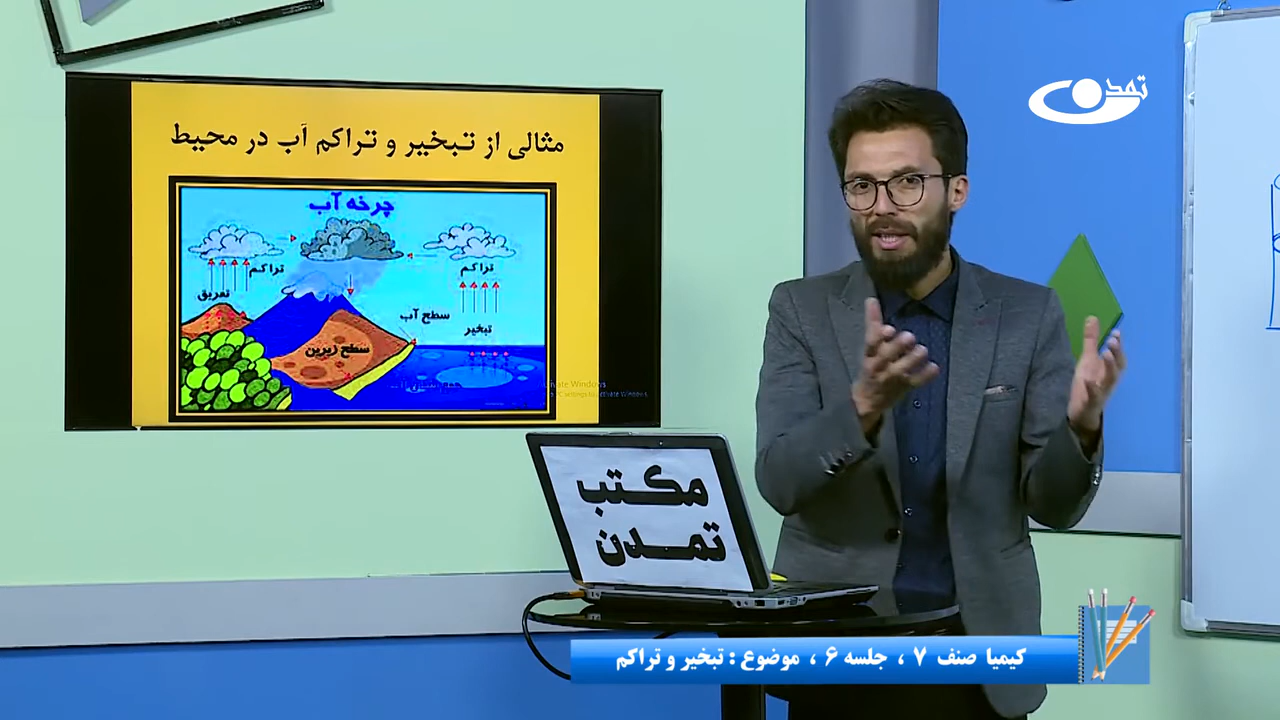 تمدن
مثالی از تبخیر و تراکم آب در محیط
چرخه آب
تراکم
تراکم
تعریق
سطح آب
تبخیر
سطح زیرین
مکتب
تمدن
کیمیا صنف ۷ ، جلسه ۶ ، موضوع : تبخیر و تراکم